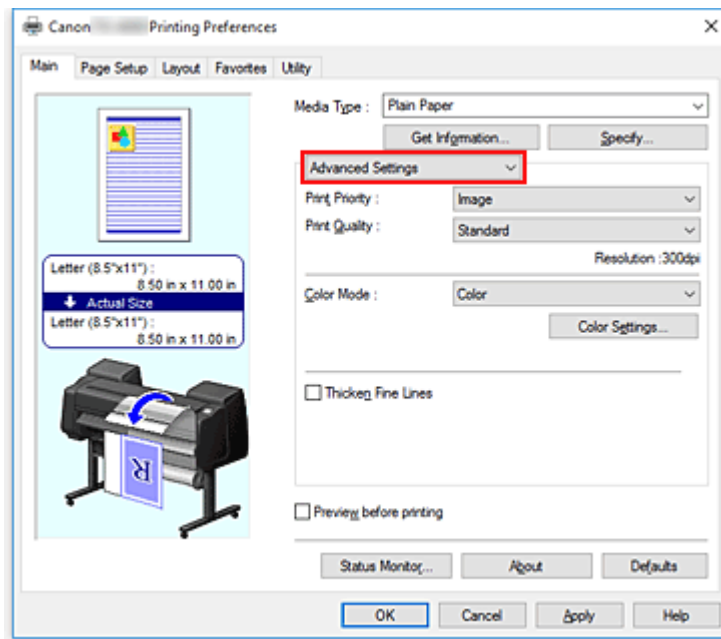 Canon Printing Preferences
Main Page Setup Layout Favorites Utility
Media Type : Plain Paper
Get Information... Specify...
Advanced Settings
Print Priority : Image
Print Quality : Standard
Resolution :300dpi
Letter (8.5"x11") :
8.50 in x 11.00 in
Actual Size
Letter (8.5"x11") :
8.50 in x 11.00 in
Color Mode : Color
Color Settings...
Thicken Fine Lines
R
Preview before printing
Status Monitor... About Defaults
OK Cancel Apply Help